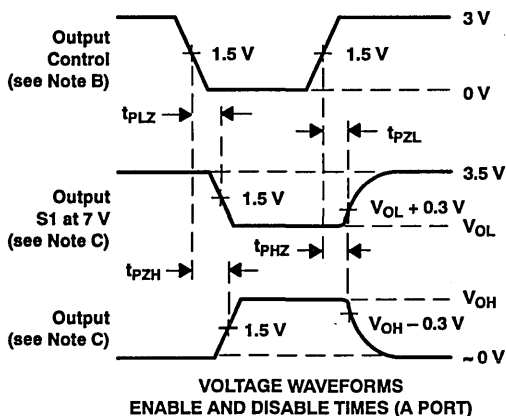 3 V
Output
Control
(see Note B)
1.5 V
1.5 V
0 V
tPLZ
tPZL
3.5 V
Output
S1 at 7 V
(see Note C)
1.5 V
VOL + 0.3 V
VOL
tPHZ
tPZH
VOH
Output
(see Note C)
1.5 V
VOH – 0.3 V
~ 0 V
VOLTAGE WAVEFORMS
ENABLE AND DISABLE TIMES (A PORT)